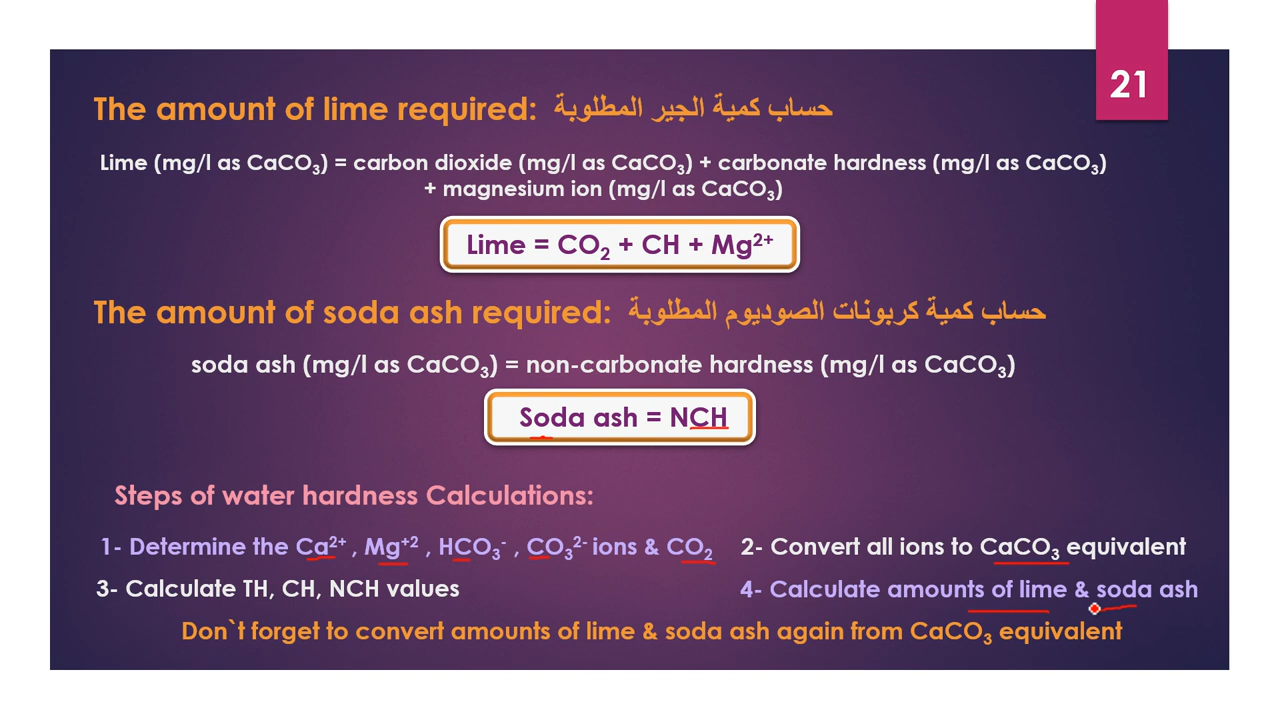 21
The amount of lime required: حساب كمية الجير المطلوبة
Lime (mg/l as CaCO₃) = carbon dioxide (mg/l as CaCO₃) + carbonate hardness (mg/l as CaCO₃)
+ magnesium ion (mg/l as CaCO₃)
Lime = CO₂ + CH + Mg²⁺
The amount of soda ash required: حساب كمية كربونات الصوديوم المطلوبة
soda ash (mg/l as CaCO₃) = non-carbonate hardness (mg/l as CaCO₃)
Soda ash = NCH
Steps of water hardness Calculations:
1- Determine the Ca²⁺ , Mg⁺² , HCO₃⁻ , CO₃²⁻ ions & CO₂
2- Convert all ions to CaCO₃ equivalent
3- Calculate TH, CH, NCH values
4- Calculate amounts of lime & soda ash
Don`t forget to convert amounts of lime & soda ash again from CaCO₃ equivalent